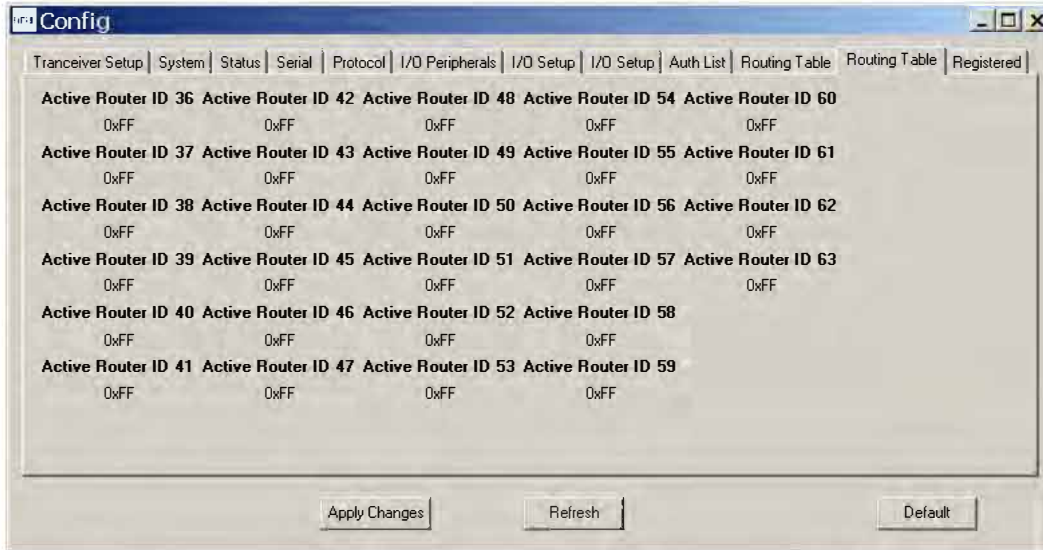 Config
Tranceiver Setup System Status Serial Protocol I/O Peripherals I/O Setup I/O Setup Auth List Routing Table Routing Table Registered
Active Router ID 36 Active Router ID 42 Active Router ID 48 Active Router ID 54 Active Router ID 60
0xFF 0xFF 0xFF 0xFF 0xFF
Active Router ID 37 Active Router ID 43 Active Router ID 49 Active Router ID 55 Active Router ID 61
0xFF 0xFF 0xFF 0xFF 0xFF
Active Router ID 38 Active Router ID 44 Active Router ID 50 Active Router ID 56 Active Router ID 62
0xFF 0xFF 0xFF 0xFF 0xFF
Active Router ID 39 Active Router ID 45 Active Router ID 51 Active Router ID 57 Active Router ID 63
0xFF 0xFF 0xFF 0xFF 0xFF
Active Router ID 40 Active Router ID 46 Active Router ID 52 Active Router ID 58
0xFF 0xFF 0xFF 0xFF
Active Router ID 41 Active Router ID 47 Active Router ID 53 Active Router ID 59
0xFF 0xFF 0xFF 0xFF
Apply Changes Refresh Default